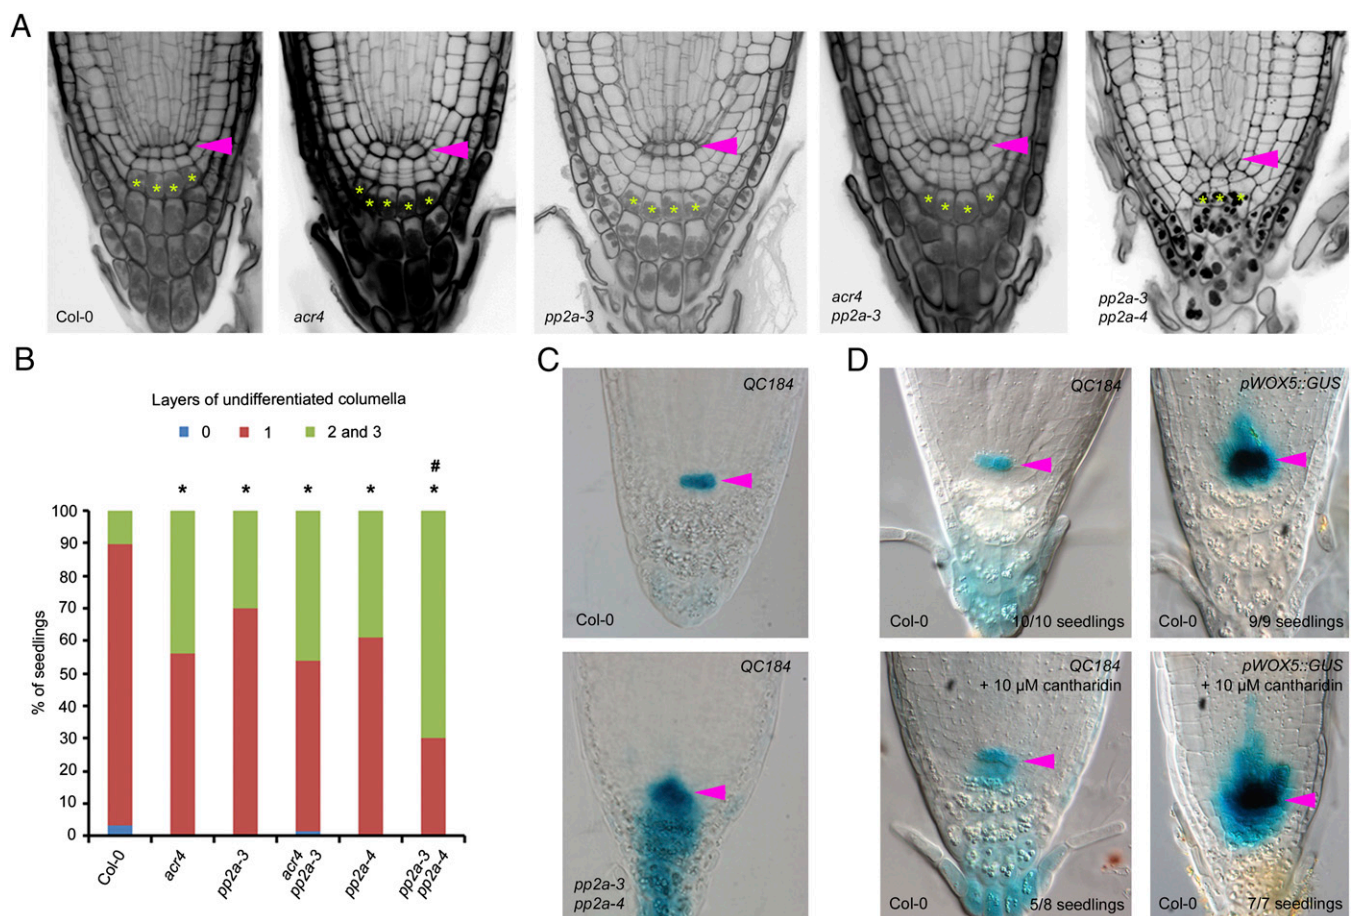 A
Col-0
acr4
pp2a-3
acr4
pp2a-3
pp2a-3
pp2a-4
* * * *
* * * * *
* * * *
* * * *
* * *
B
Layers of undifferentiated columella
0 1 2 and 3
#
* * * * *
% of seedlings
100
90
80
70
60
50
40
30
20
10
0
Col-0
acr4
pp2a-3
acr4
pp2a-3
pp2a-4
pp2a-3
pp2a-4
C
QC184
Col-0
QC184
pp2a-3
pp2a-4
D
QC184
Col-0 10/10 seedlings
pWOX5::GUS
Col-0 9/9 seedlings
QC184
+ 10 µM cantharidin
Col-0 5/8 seedlings
pWOX5::GUS
+ 10 µM cantharidin
Col-0 7/7 seedlings